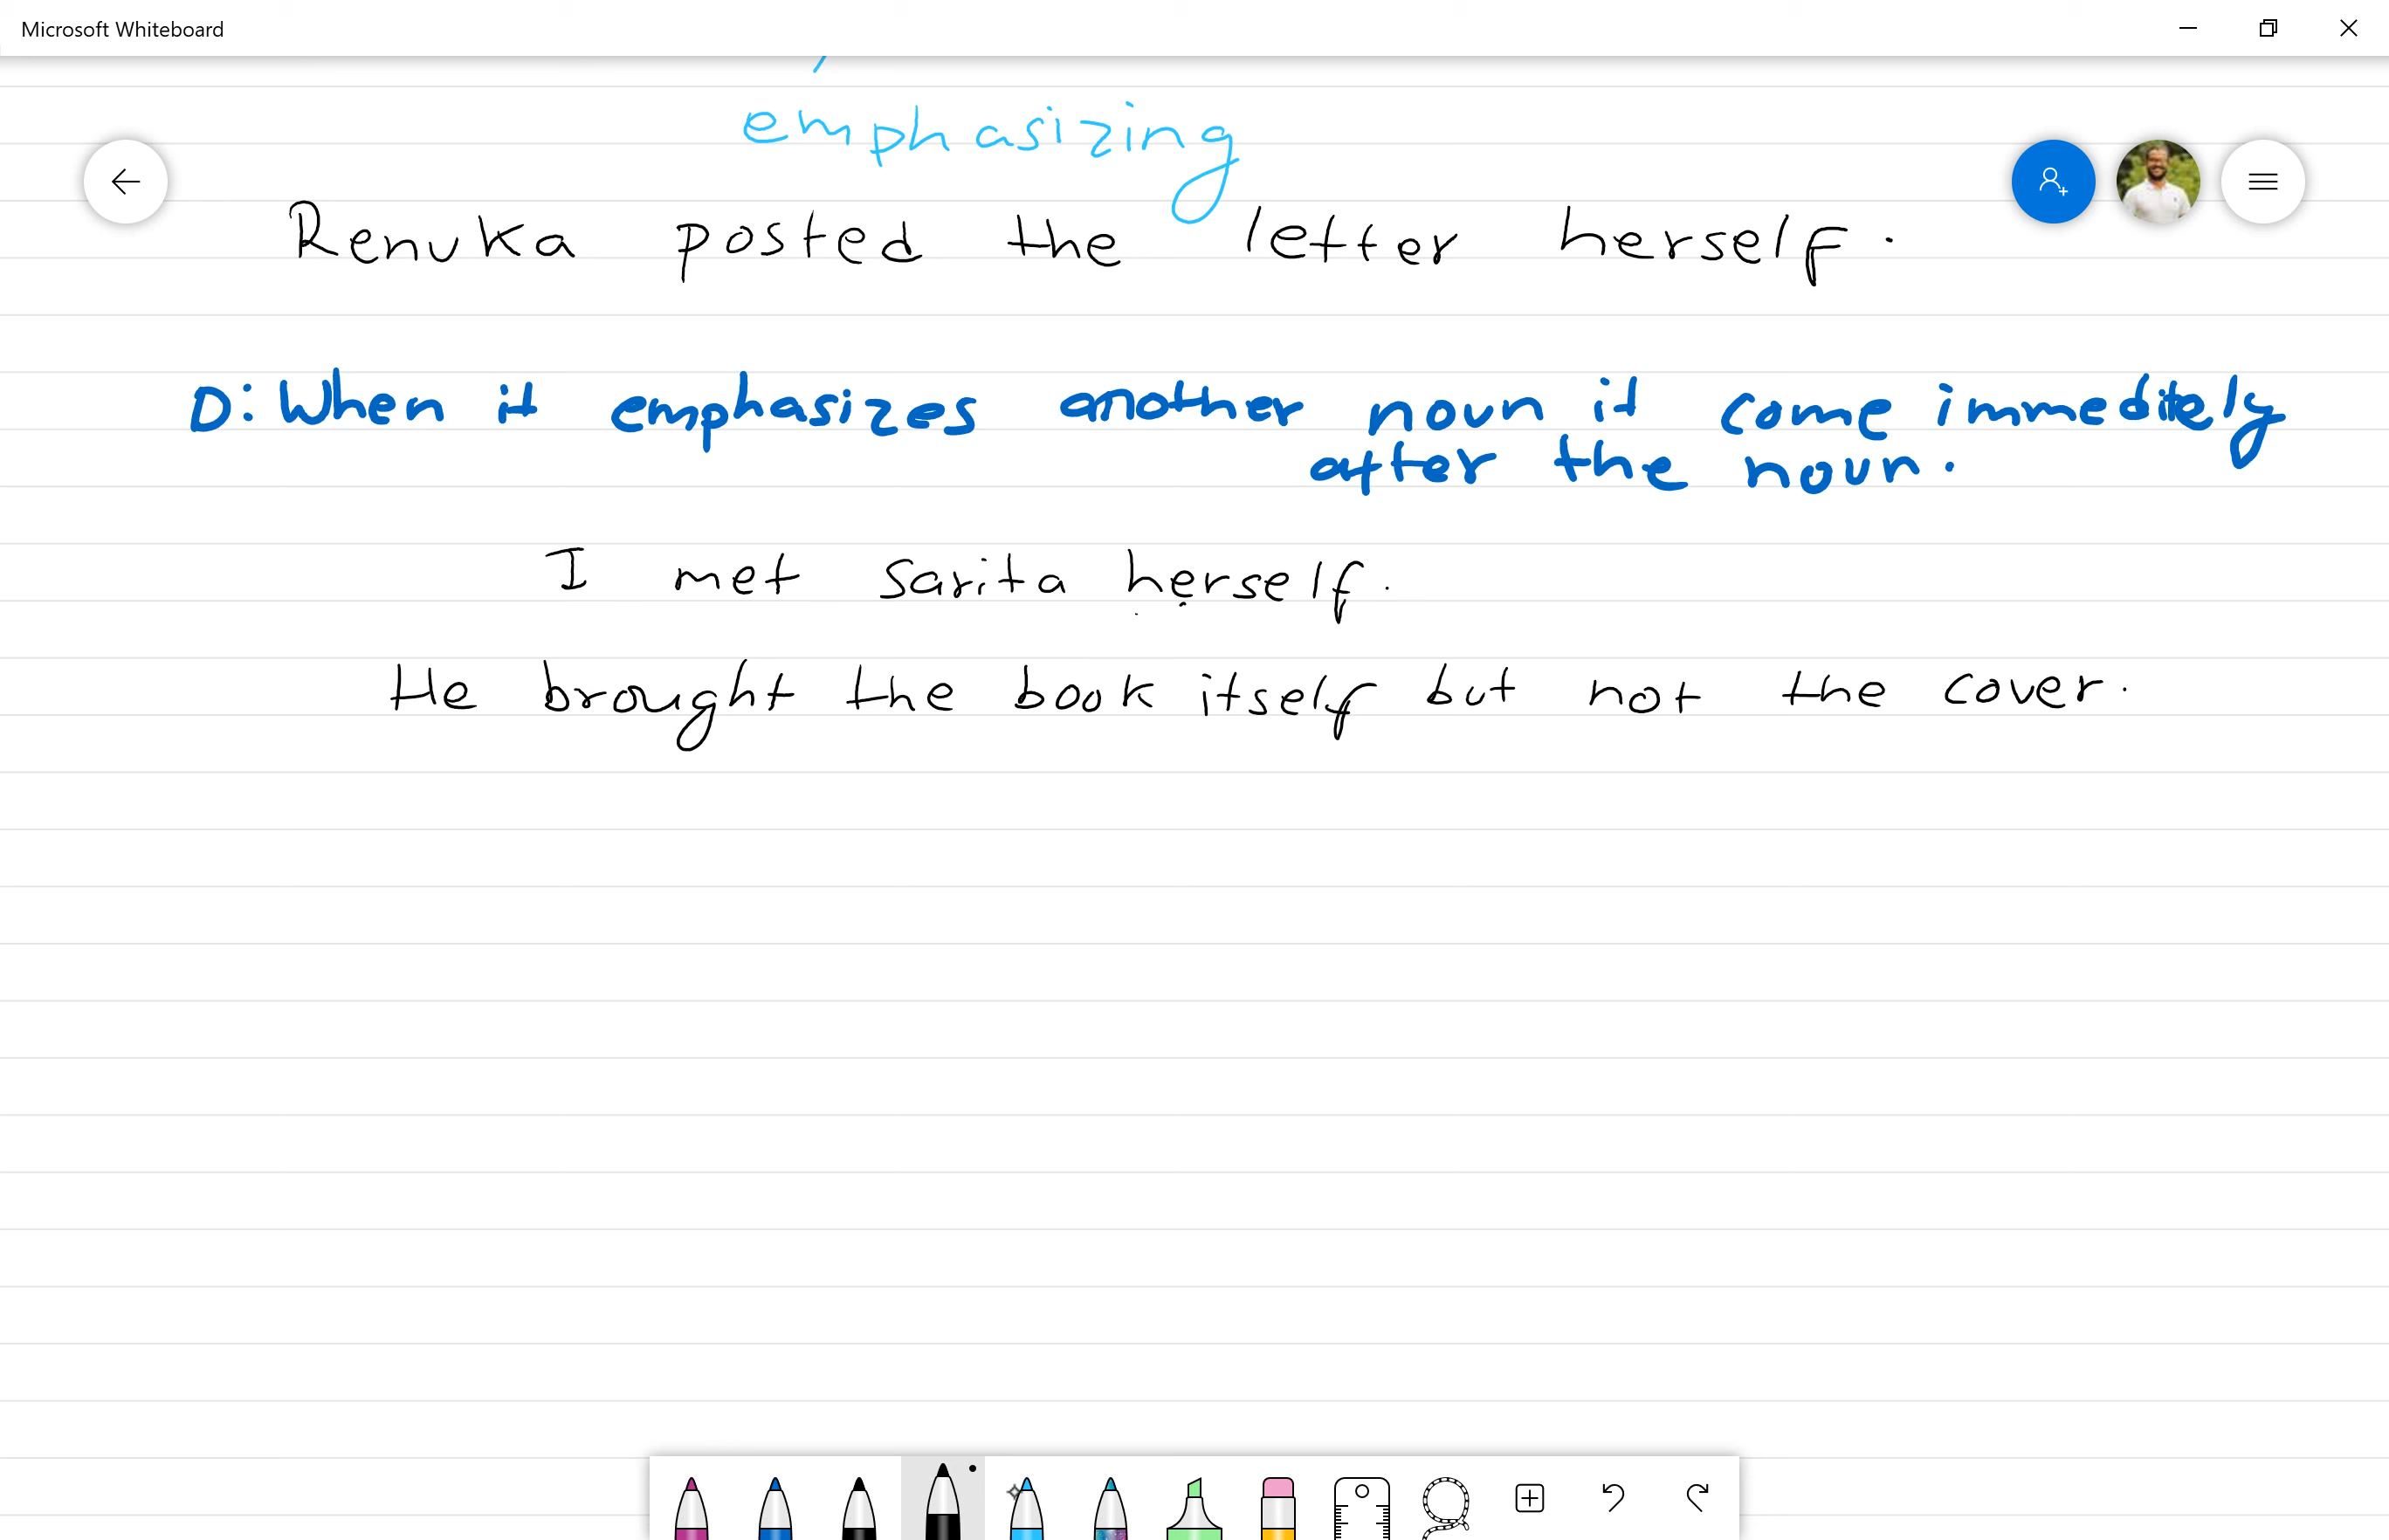 Microsoft Whiteboard
emphasizing
Renuka posted the letter herself.
D: When it emphasizes another noun it come immeditely
after the noun.
I met Sarita herself.
He brought the book itself but not the cover.